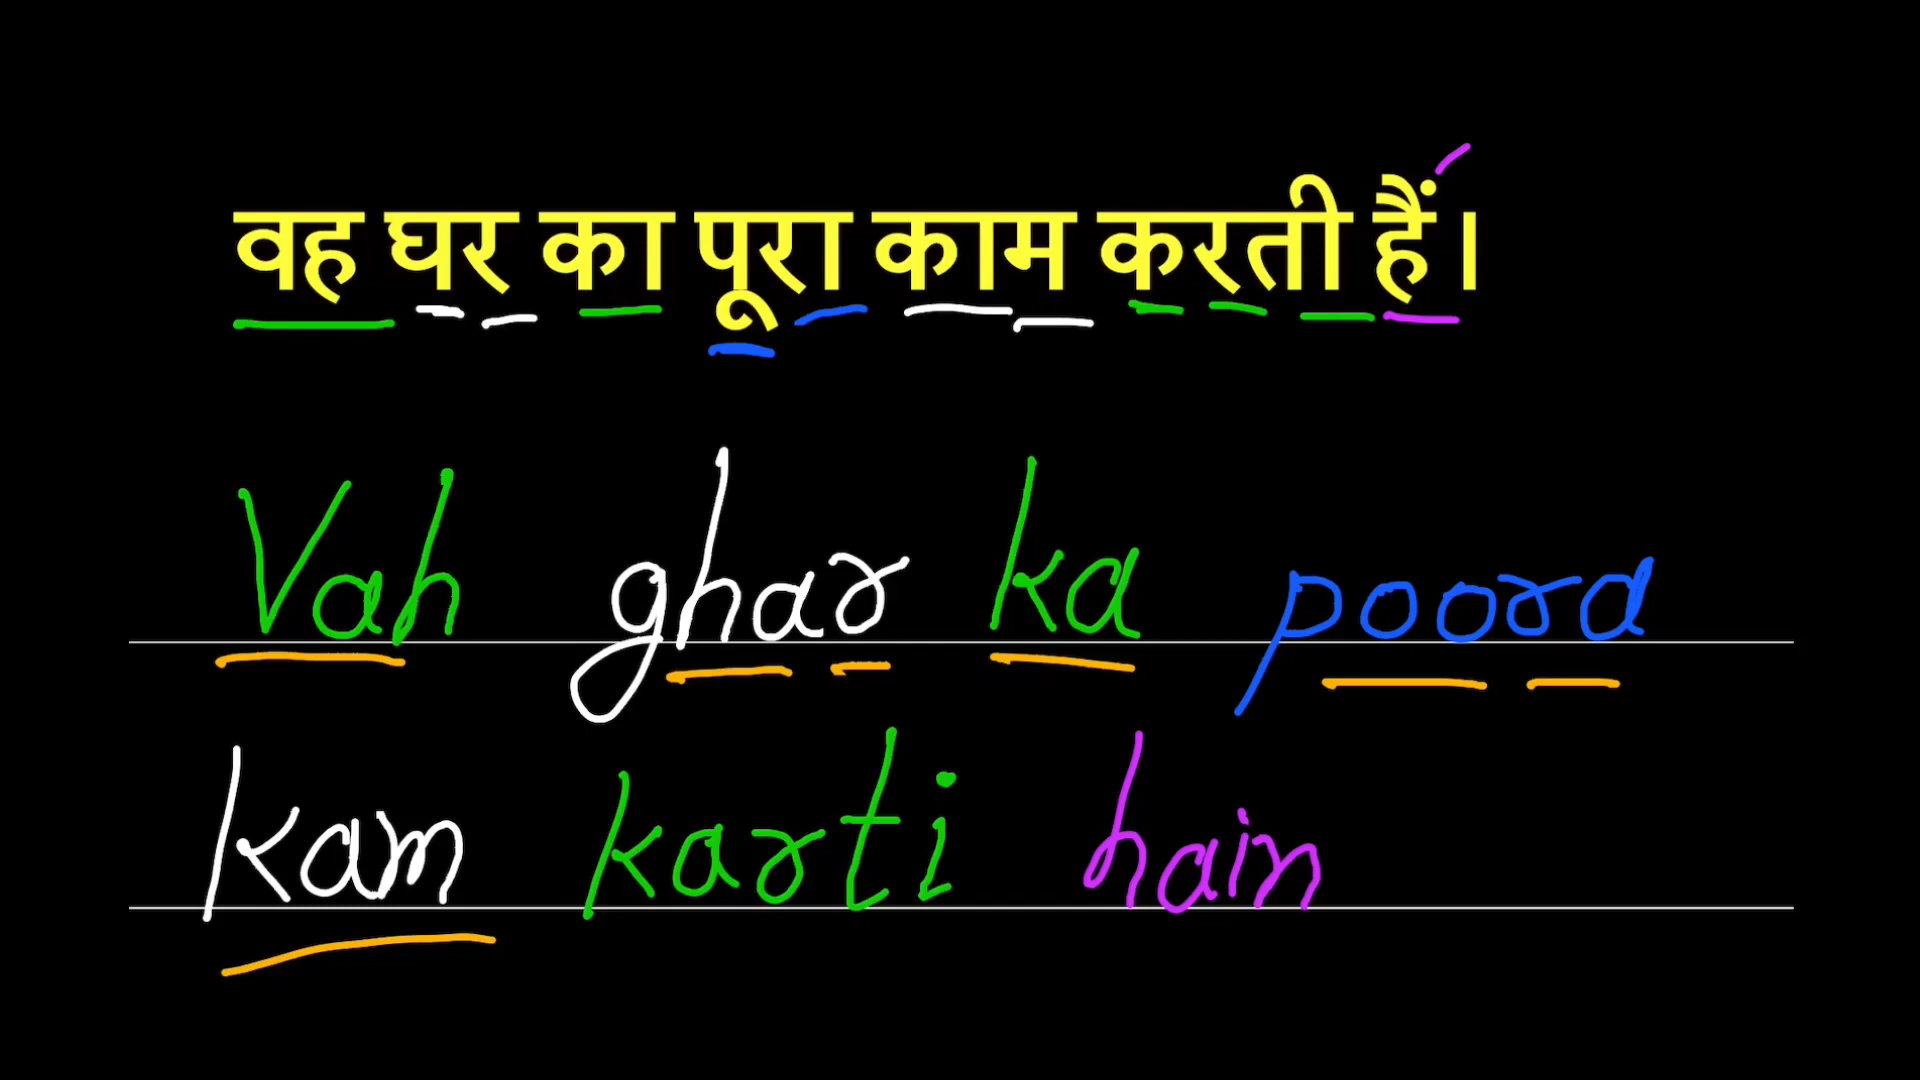 वह घर का पूरा काम करती हैं।
Vah ghar ka poora
kam karti hain